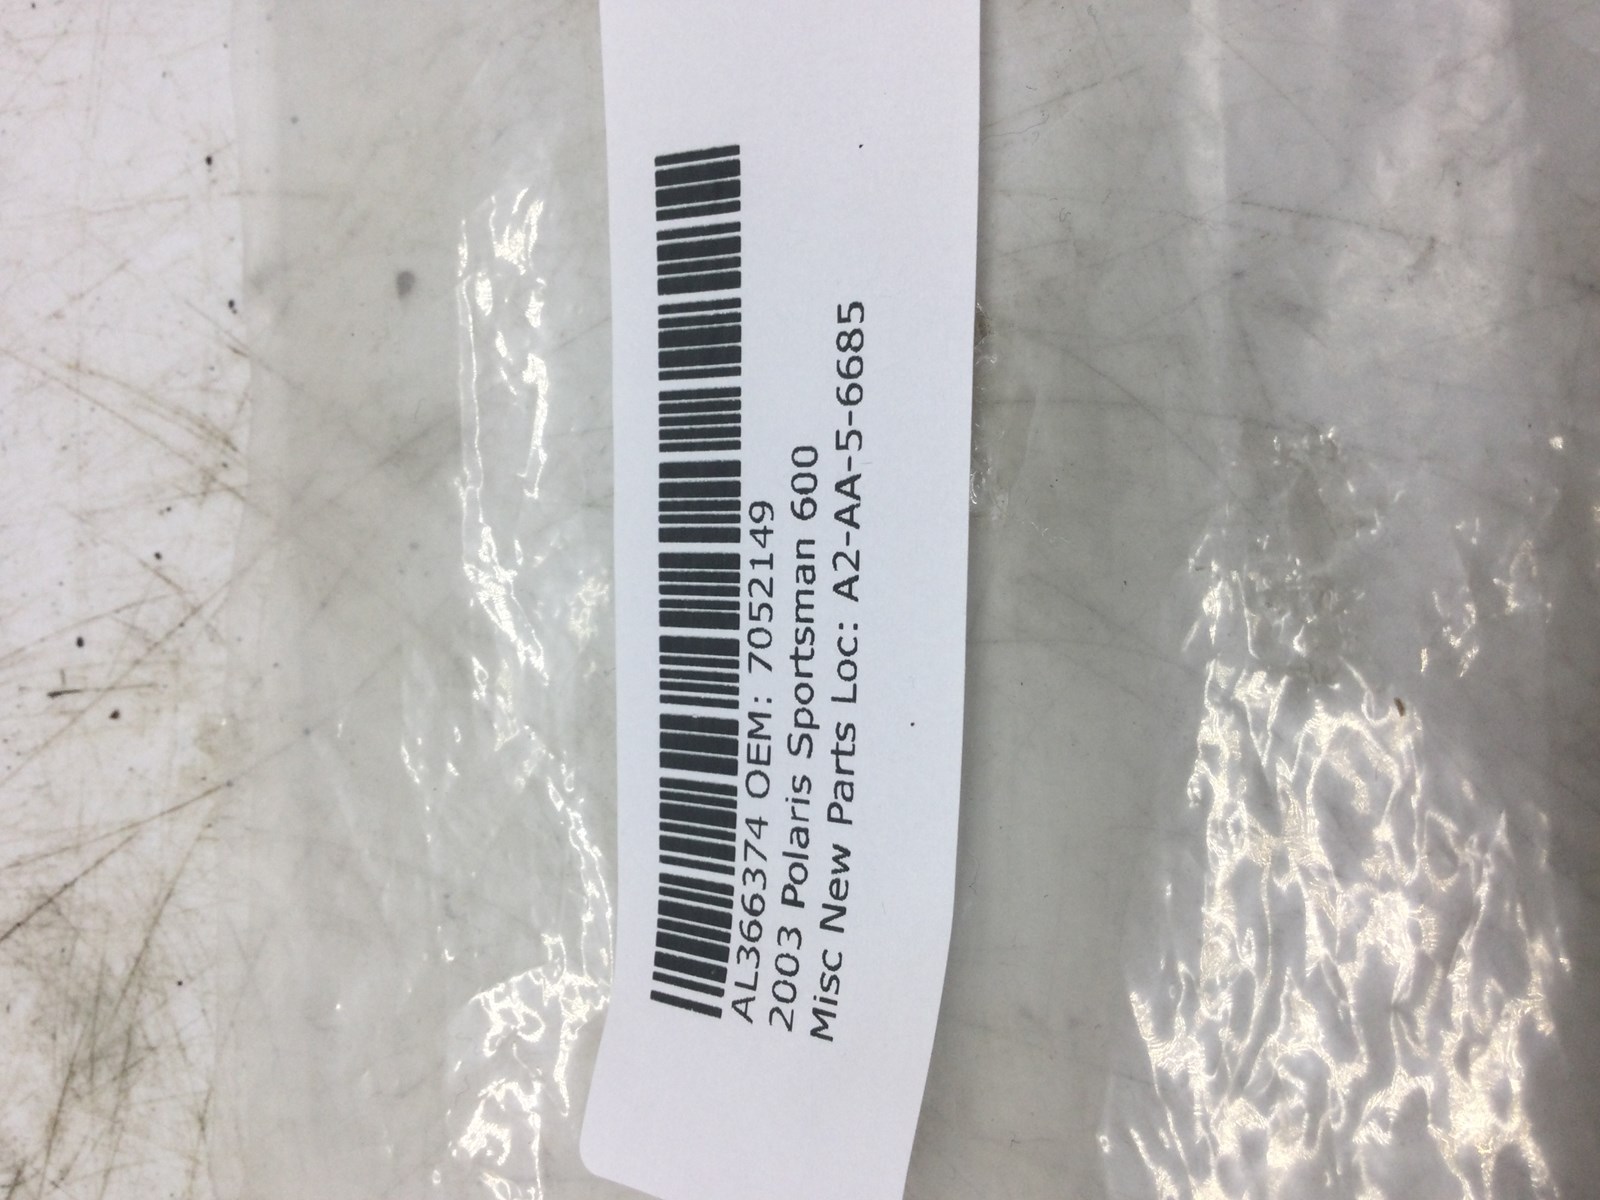 AL366374 OEM: 7052149
2003 Polaris Sportsman 600
Misc New Parts Loc: A2-AA-5-6685